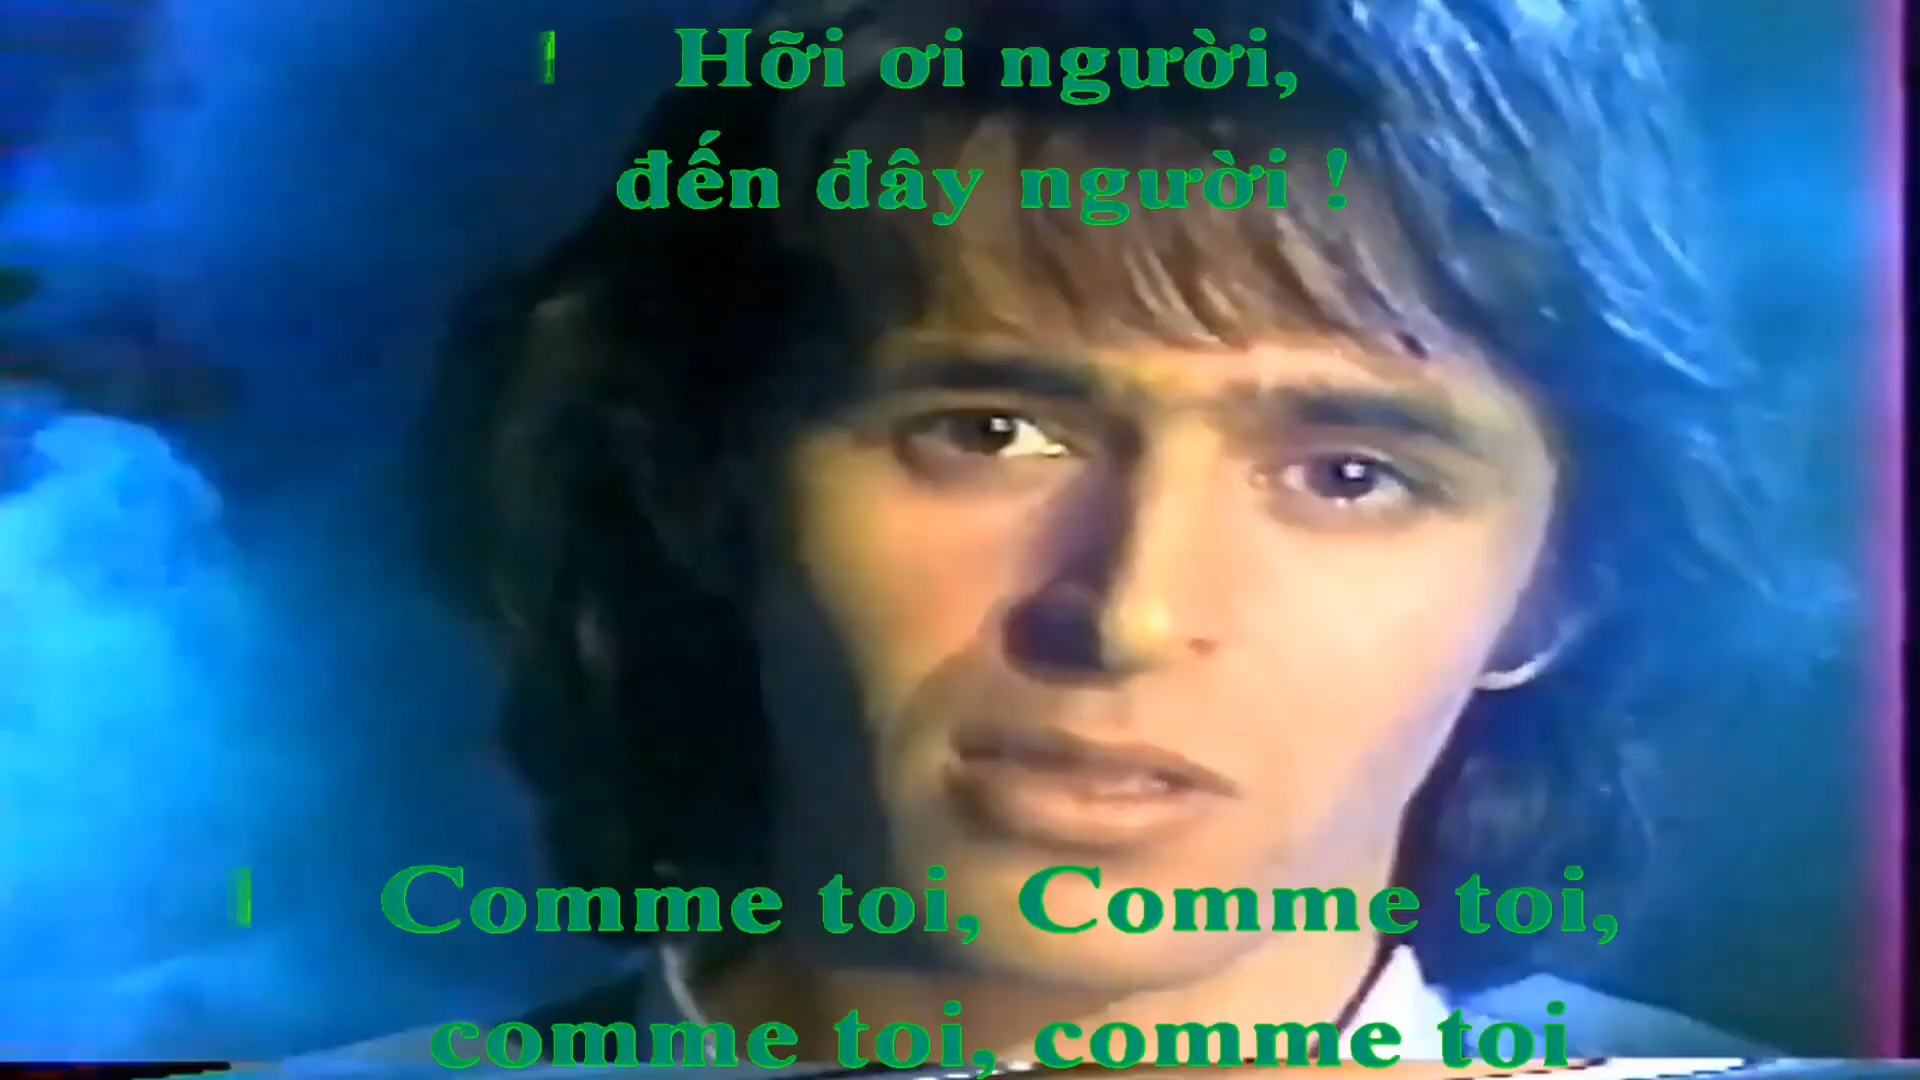 Hỡi ơi người,
đến đây người !
Comme toi, Comme toi,
comme toi, comme toi